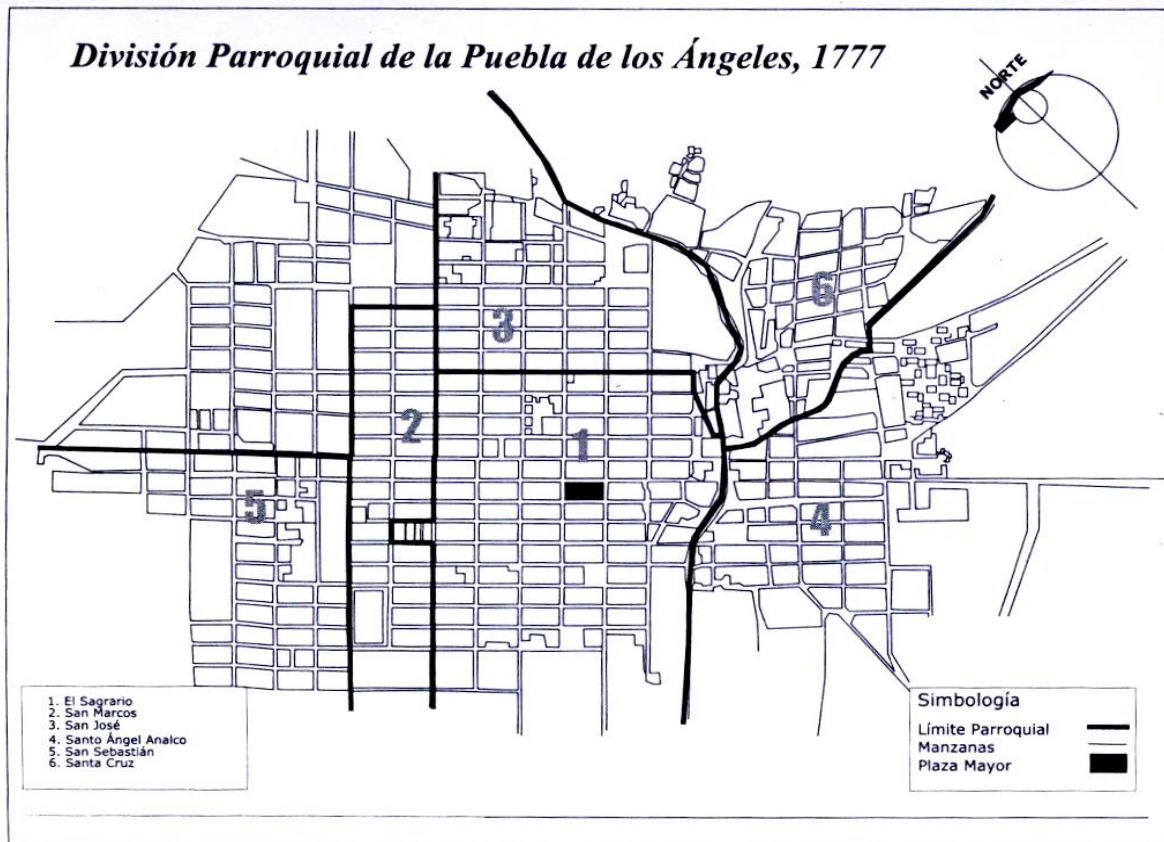 División Parroquial de la Puebla de los Ángeles, 1777
NORTE
6
3
2
1
5
4
1. El Sagrario
2. San Marcos
3. San José
4. Santo Ángel Analco
5. San Sebastián
6. Santa Cruz
Simbología
Límite Parroquial
Manzanas
Plaza Mayor